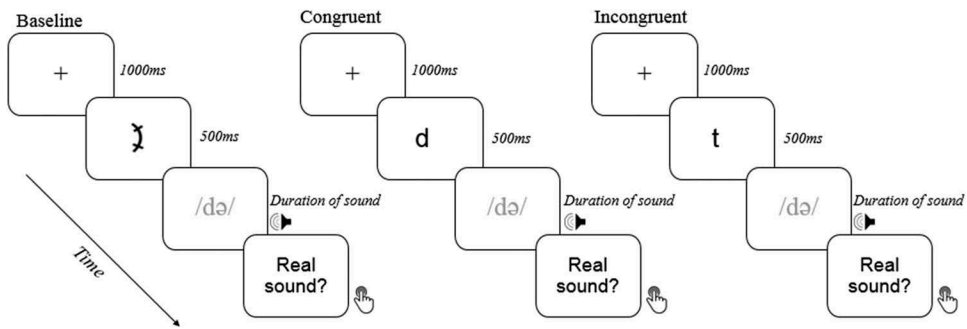 Baseline
+
1000ms
500ms
/də/
Duration of sound
Real
sound?
Congruent
+
1000ms
d
500ms
/də/
Duration of sound
Real
sound?
Incongruent
+
1000ms
t
500ms
/də/
Duration of sound
Real
sound?
Time